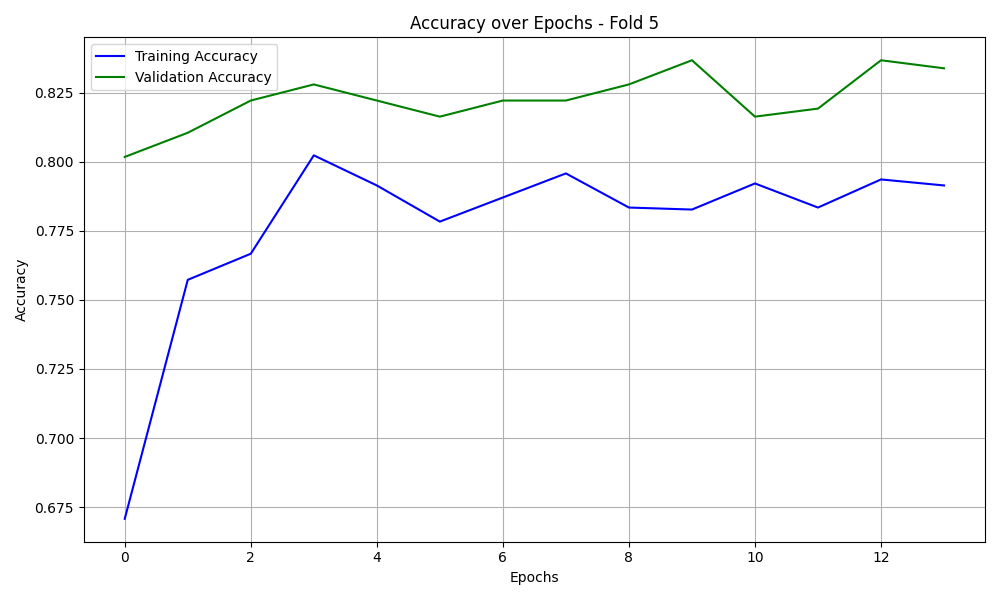 Accuracy over Epochs - Fold 5
Training Accuracy
Validation Accuracy
Accuracy
0.825
0.800
0.775
0.750
0.725
0.700
0.675
0 2 4 6 8 10 12
Epochs